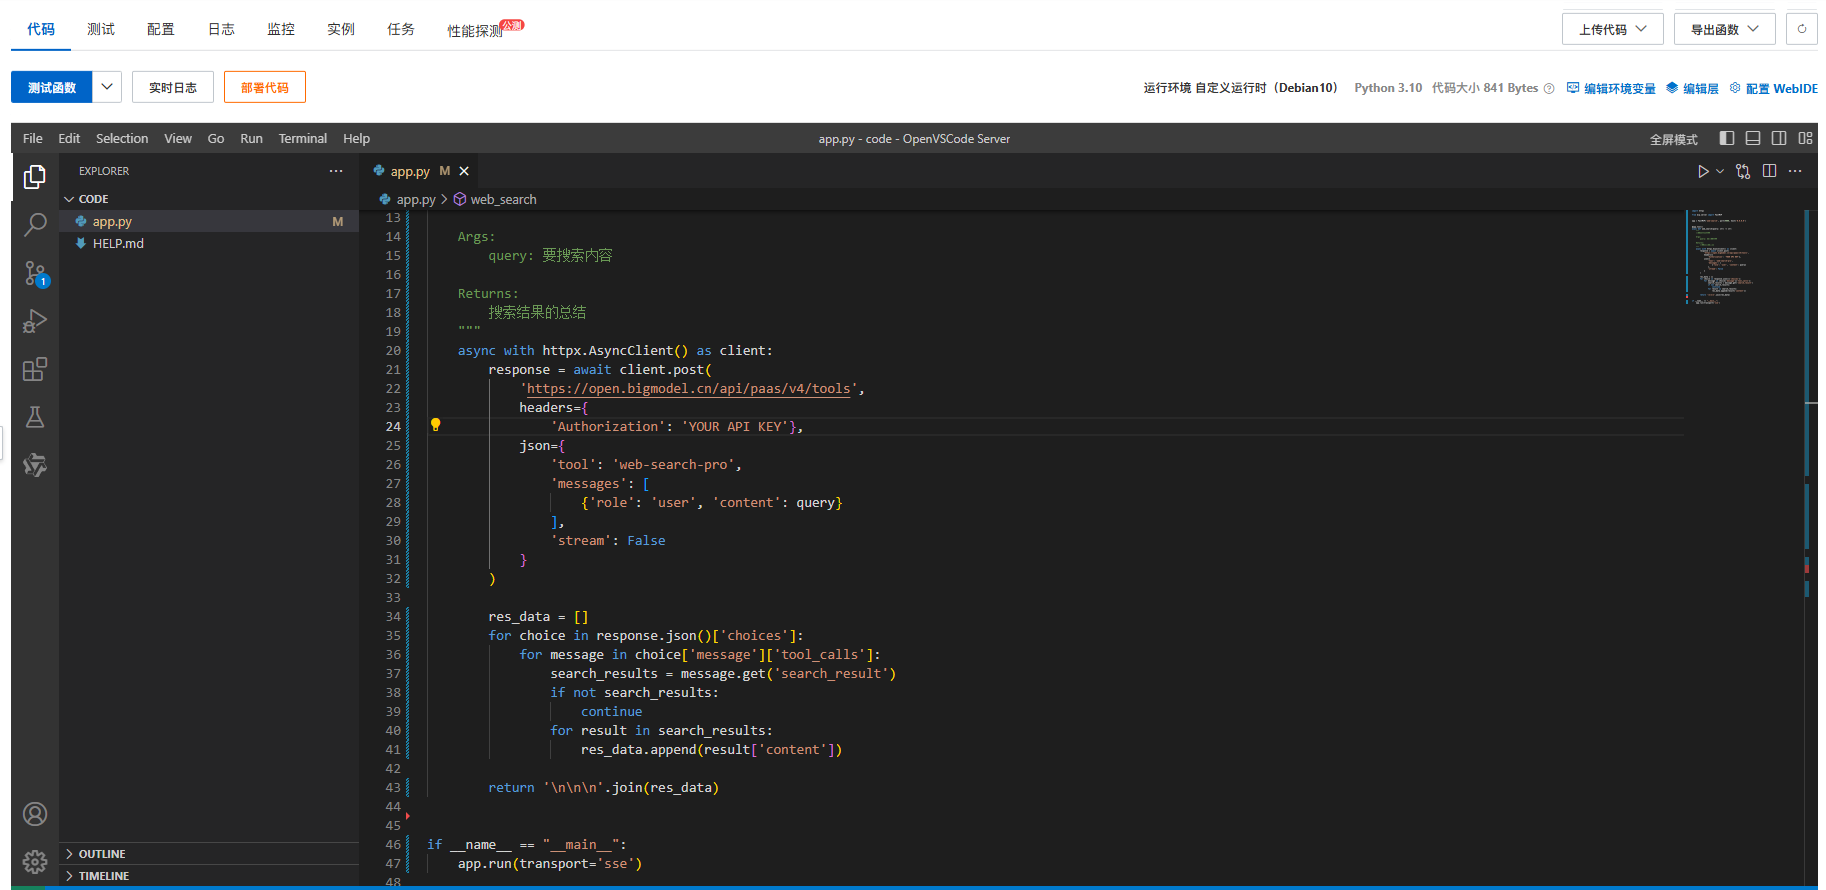 代码 测试 配置 日志 监控 实例 任务 性能探测 公测 上传代码 导出函数
测试函数 实时日志 部署代码 运行环境 自定义运行时（Debian10） Python 3.10 代码大小 841 Bytes 编辑环境变量 编辑层 配置 WebIDE
File Edit Selection View Go Run Terminal Help app.py - code - OpenVSCode Server 全屏模式
EXPLORER
CODE
app.py M
HELP.md
1
OUTLINE
TIMELINE
app.py M
app.py > web_search
13
14 Args:
15 query: 要搜索内容
16
17 Returns:
18 搜索结果的总结
19 """
20 async with httpx.AsyncClient() as client:
21 response = await client.post(
22 'https://open.bigmodel.cn/api/paas/v4/tools',
23 headers={
24 'Authorization': 'YOUR API KEY'},
25 json={
26 'tool': 'web-search-pro',
27 'messages': [
28 {'role': 'user', 'content': query}
29 ],
30 'stream': False
31 }
32 )
33
34 res_data = []
35 for choice in response.json()['choices']:
36 for message in choice['message']['tool_calls']:
37 search_results = message.get('search_result')
38 if not search_results:
39 continue
40 for result in search_results:
41 res_data.append(result['content'])
42
43 return '\n\n\n'.join(res_data)
44
45
46 if __name__ == "__main__":
47 app.run(transport='sse')
48